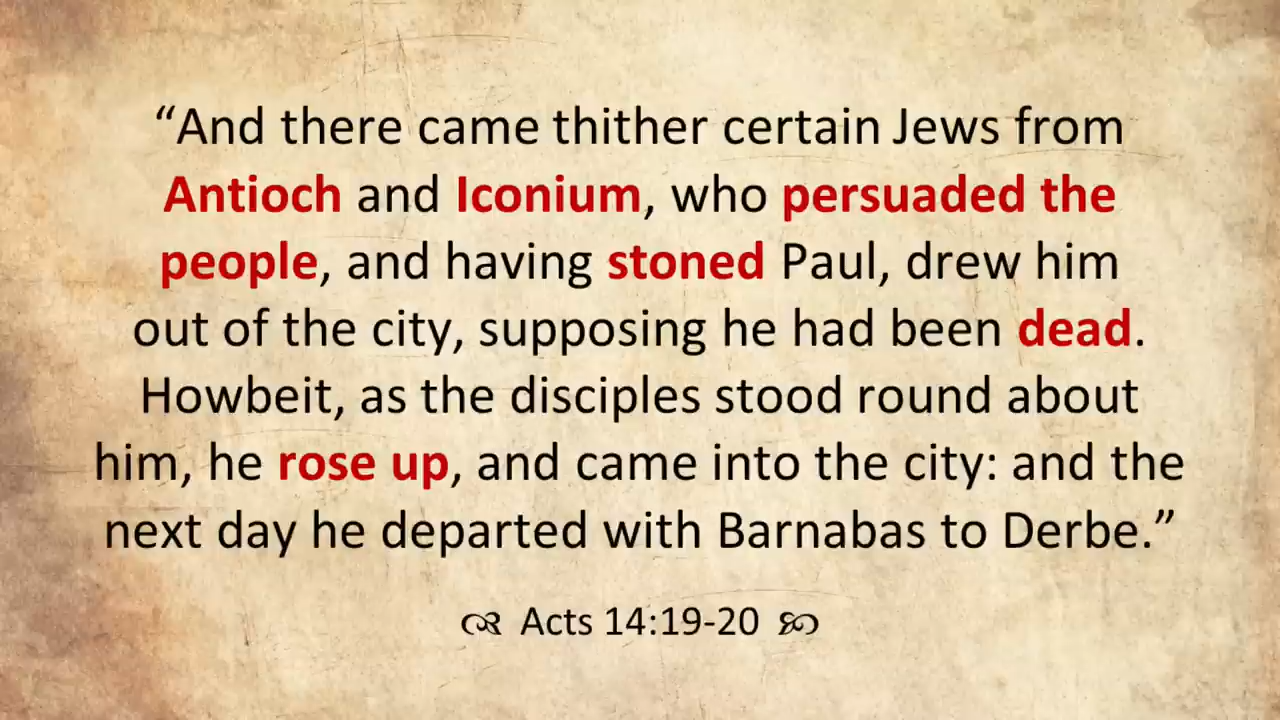 “And there came thither certain Jews from
Antioch and Iconium, who persuaded the
people, and having stoned Paul, drew him
out of the city, supposing he had been dead.
Howbeit, as the disciples stood round about
him, he rose up, and came into the city: and the
next day he departed with Barnabas to Derbe.”
Acts 14:19-20